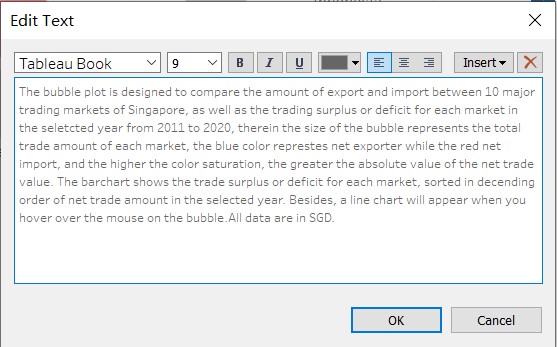 Edit Text
Tableau Book 9 B I U Insert
The bubble plot is designed to compare the amount of export and import between 10 major
trading markets of Singapore, as well as the trading surplus or deficit for each market in
the seletcted year from 2011 to 2020, therein the size of the bubble represents the total
trade amount of each market, the blue color represtes net exporter while the red net
import, and the higher the color saturation, the greater the absolute value of the net trade
value. The barchart shows the trade surplus or deficit for each market, sorted in decending
order of net trade amount in the selected year. Besides, a line chart will appear when you
hover over the mouse on the bubble.All data are in SGD.
OK Cancel